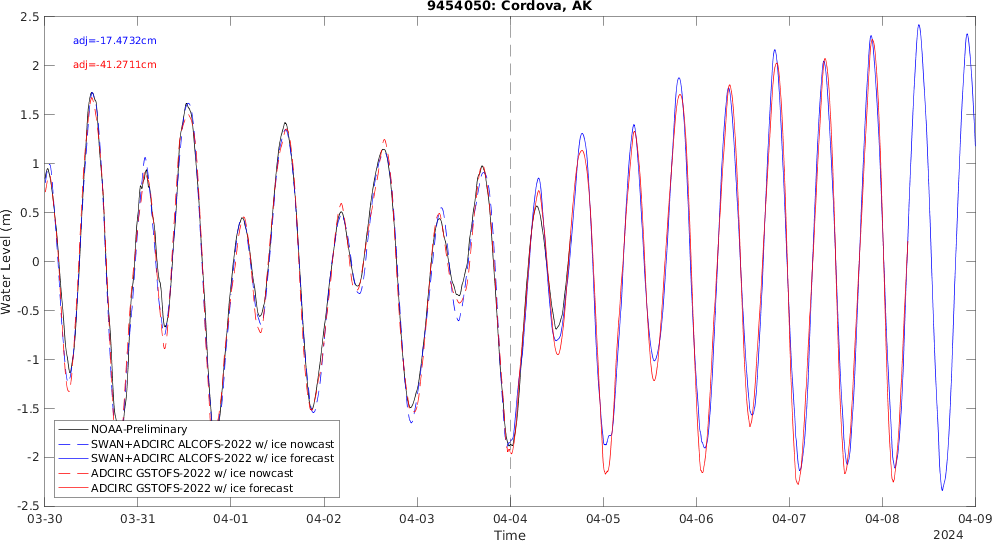 9454050: Cordova, AK
adj=-17.4732cm
adj=-41.2711cm
2.5
2
1.5
1
0.5
0
-0.5
-1
-1.5
-2
-2.5
Water Level (m)
NOAA-Preliminary
SWAN+ADCIRC ALCOFS-2022 w/ ice nowcast
SWAN+ADCIRC ALCOFS-2022 w/ ice forecast
ADCIRC GSTOFS-2022 w/ ice nowcast
ADCIRC GSTOFS-2022 w/ ice forecast
03-30 03-31 04-01 04-02 04-03 04-04 04-05 04-06 04-07 04-08 04-09
Time
2024